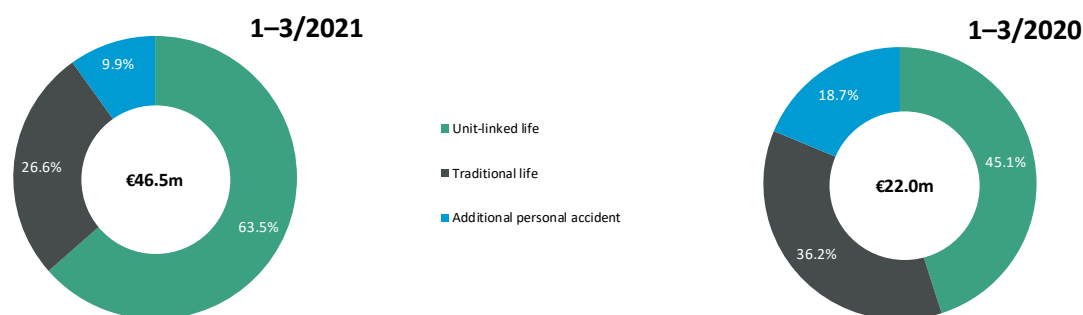 1–3/2021
9.9%
26.6%
€46.5m
63.5%
Unit-linked life
Traditional life
Additional personal accident
1–3/2020
18.7%
45.1%
€22.0m
36.2%